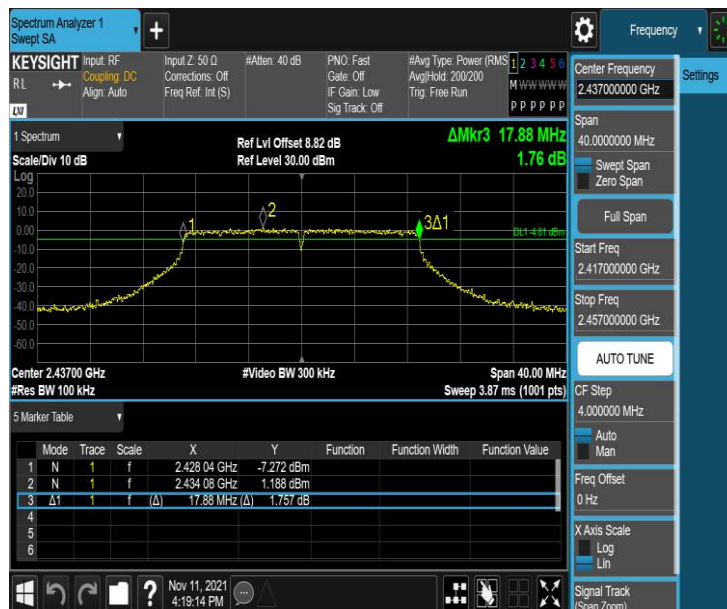 Spectrum Analyzer 1
Swept SA
+
Frequency
KEYSIGHT
RL
LXI
Input: RF
Coupling: DC
Align: Auto
Input Z: 50 Ω
Corrections: Off
Freq Ref: Int (S)
#Atten: 40 dB
PNO: Fast
Gate: Off
IF Gain: Low
Sig Track: Off
#Avg Type: Power (RMS
Avg|Hold: 200/200
Trig: Free Run
1 2 3 4 5 6
M W W W W W
P P P P P P
1 Spectrum
Scale/Div 10 dB
Ref Lvl Offset 8.82 dB
Ref Level 30.00 dBm
ΔMkr3 17.88 MHz
1.76 dB
Log
20.0
10.0
0.00
-10.0
-20.0
-30.0
-40.0
-50.0
-60.0
1
2
3Δ1
DL1 -4.81 dBm
Center 2.43700 GHz
#Res BW 100 kHz
#Video BW 300 kHz
Span 40.00 MHz
Sweep 3.87 ms (1001 pts)
5 Marker Table
Mode Trace Scale X Y Function Function Width Function Value
1 N 1 f 2.428 04 GHz -7.272 dBm
2 N 1 f 2.434 08 GHz 1.188 dBm
3 Δ1 1 f (Δ) 17.88 MHz (Δ) 1.757 dB
4
5
6
Nov 11, 2021
4:19:14 PM
Center Frequency
2.437000000 GHz
Settings
Span
40.0000000 MHz
Swept Span
Zero Span
Full Span
Start Freq
2.417000000 GHz
Stop Freq
2.457000000 GHz
AUTO TUNE
CF Step
4.000000 MHz
Auto
Man
Freq Offset
0 Hz
X Axis Scale
Log
Lin
Signal Track
(Span Zoom)